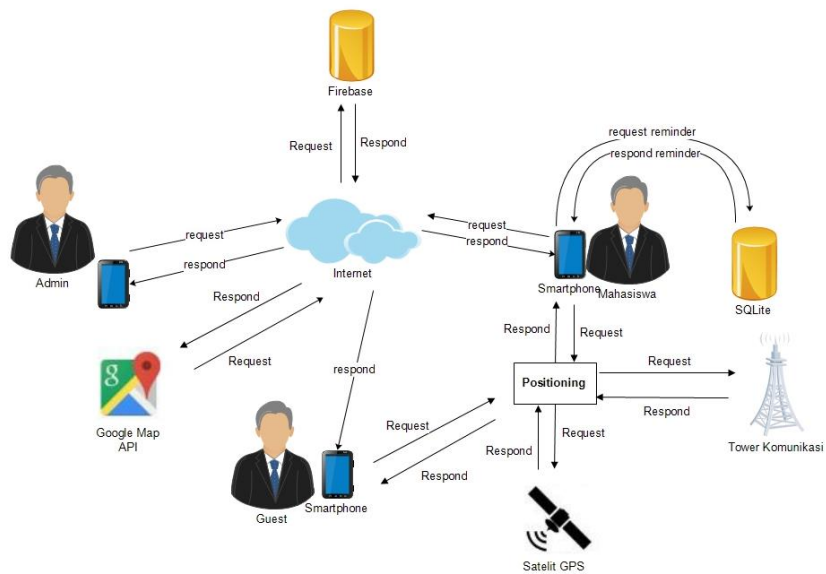 Firebase
Request
Respond
request reminder
respond reminder
Admin
request
respond
Internet
request
respond
Smartphone
Mahasiswa
SQLite
Respond
Request
g
Google Map
API
respond
Respond
Request
Positioning
Request
Respond
Tower Komunikasi
Request
Respond
Guest
Smartphone
Respond
Request
Satelit GPS